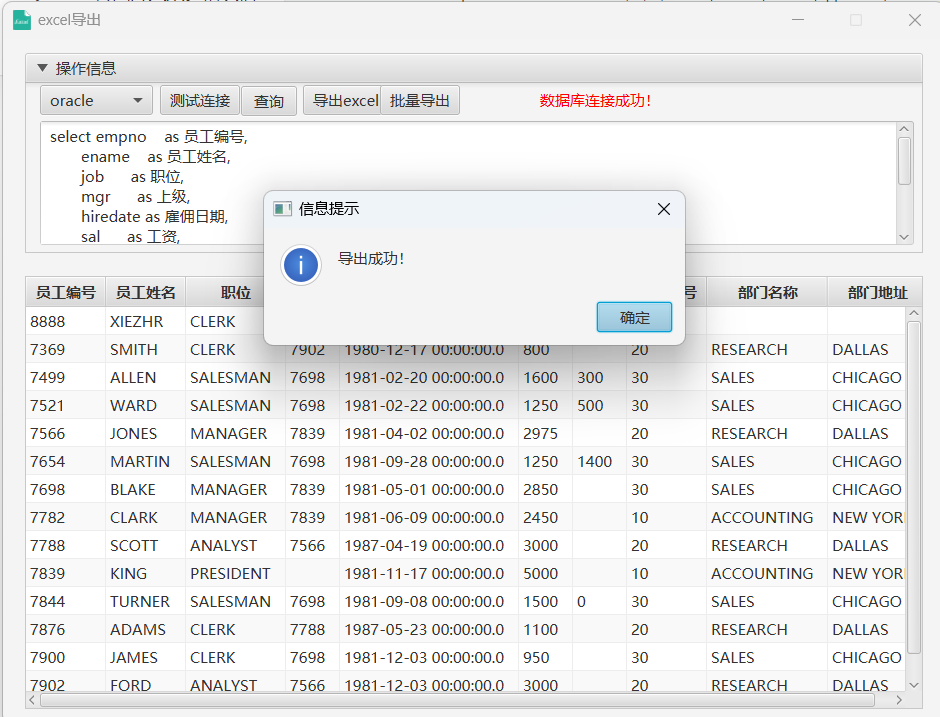 excel导出
操作信息
oracle 测试连接 查询 导出excel 批量导出 数据库连接成功!
select empno as 员工编号,
ename as 员工姓名,
job as 职位,
mgr as 上级,
hiredate as 雇佣日期,
sal as 工资,
信息提示
导出成功!
确定
员工编号 员工姓名 职位 号 部门名称 部门地址
8888 XIEZHR CLERK
7369 SMITH CLERK 7902 1980-12-17 00:00:00.0 800 20 RESEARCH DALLAS
7499 ALLEN SALESMAN 7698 1981-02-20 00:00:00.0 1600 300 30 SALES CHICAGO
7521 WARD SALESMAN 7698 1981-02-22 00:00:00.0 1250 500 30 SALES CHICAGO
7566 JONES MANAGER 7839 1981-04-02 00:00:00.0 2975 20 RESEARCH DALLAS
7654 MARTIN SALESMAN 7698 1981-09-28 00:00:00.0 1250 1400 30 SALES CHICAGO
7698 BLAKE MANAGER 7839 1981-05-01 00:00:00.0 2850 30 SALES CHICAGO
7782 CLARK MANAGER 7839 1981-06-09 00:00:00.0 2450 10 ACCOUNTING NEW YOR
7788 SCOTT ANALYST 7566 1987-04-19 00:00:00.0 3000 20 RESEARCH DALLAS
7839 KING PRESIDENT 1981-11-17 00:00:00.0 5000 10 ACCOUNTING NEW YOR
7844 TURNER SALESMAN 7698 1981-09-08 00:00:00.0 1500 0 30 SALES CHICAGO
7876 ADAMS CLERK 7788 1987-05-23 00:00:00.0 1100 20 RESEARCH DALLAS
7900 JAMES CLERK 7698 1981-12-03 00:00:00.0 950 30 SALES CHICAGO
7902 FORD ANALYST 7566 1981-12-03 00:00:00.0 3000 20 RESEARCH DALLAS